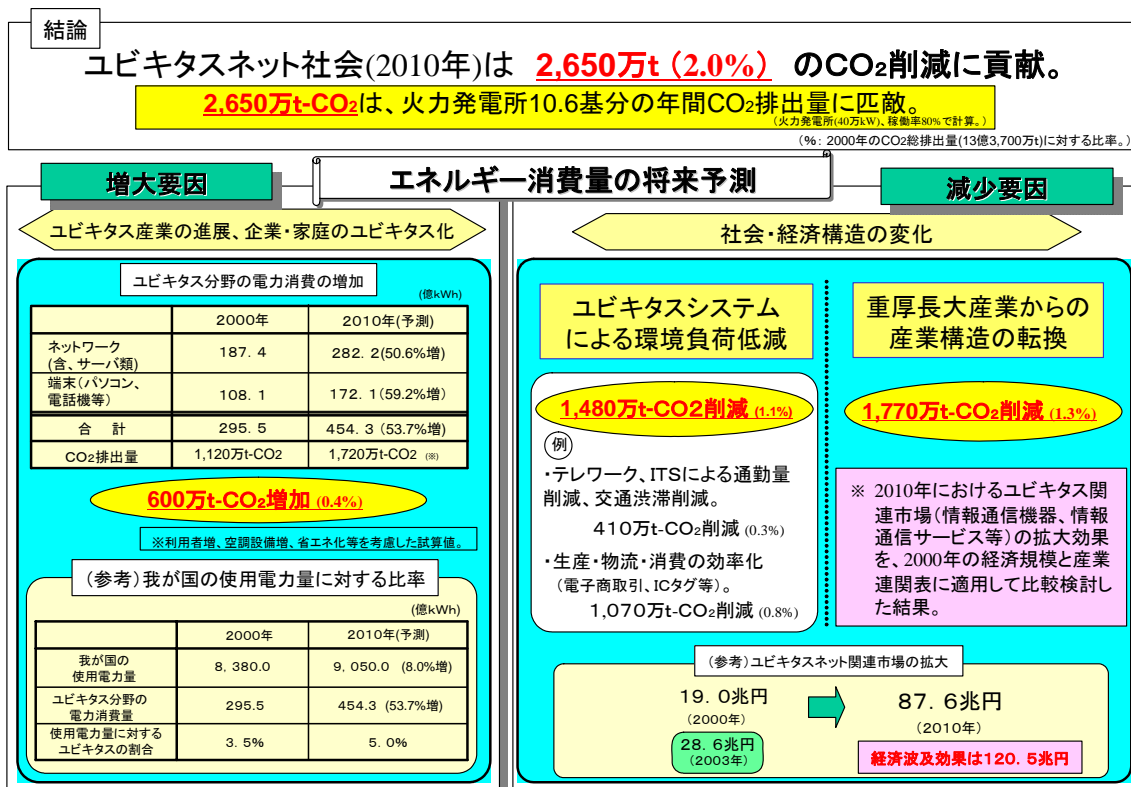 結論
ユビキタスネット社会(2010年)は 2,650万t (2.0%) のCO2削減に貢献。
2,650万t-CO2は、火力発電所10.6基分の年間CO2排出量に匹敵。
(火力発電所(40万kW)、稼働率80%で計算。)
(%: 2000年のCO2総排出量(13億3,700万t)に対する比率。)
エネルギー消費量の将来予測
増大要因
ユビキタス産業の進展、企業・家庭のユビキタス化
ユビキタス分野の電力消費の増加
(億kWh)
2000年 2010年(予測)
ネットワーク
(含、サーバ類) 187.4 282.2(50.6%増)
端末(パソコン、
電話機等) 108.1 172.1(59.2%増)
合 計 295.5 454.3 (53.7%増)
CO2排出量 1,120万t-CO2 1,720万t-CO2 (※)
600万t-CO2増加 (0.4%)
※利用者増、空調設備増、省エネ化等を考慮した試算値。
(参考)我が国の使用電力量に対する比率
(億kWh)
2000年 2010年(予測)
我が国の
使用電力量 8,380.0 9,050.0 (8.0%増)
ユビキタス分野の
電力消費量 295.5 454.3 (53.7%増)
使用電力量に対する
ユビキタスの割合 3.5% 5.0%
減少要因
社会・経済構造の変化
ユビキタスシステム
による環境負荷低減
1,480万t-CO2削減 (1.1%)
例
・テレワーク、ITSによる通勤量
削減、交通渋滞削減。
410万t-CO2削減 (0.3%)
・生産・物流・消費の効率化
(電子商取引、ICタグ等)。
1,070万t-CO2削減 (0.8%)
重厚長大産業からの
産業構造の転換
1,770万t-CO2削減 (1.3%)
※ 2010年におけるユビキタス関
連市場(情報通信機器、情報
通信サービス等)の拡大効果
を、2000年の経済規模と産業
連関表に適用して比較検討し
た結果。
(参考)ユビキタスネット関連市場の拡大
19.0兆円
(2000年)
28.6兆円
(2003年)
87.6兆円
(2010年)
経済波及効果は120.5兆円